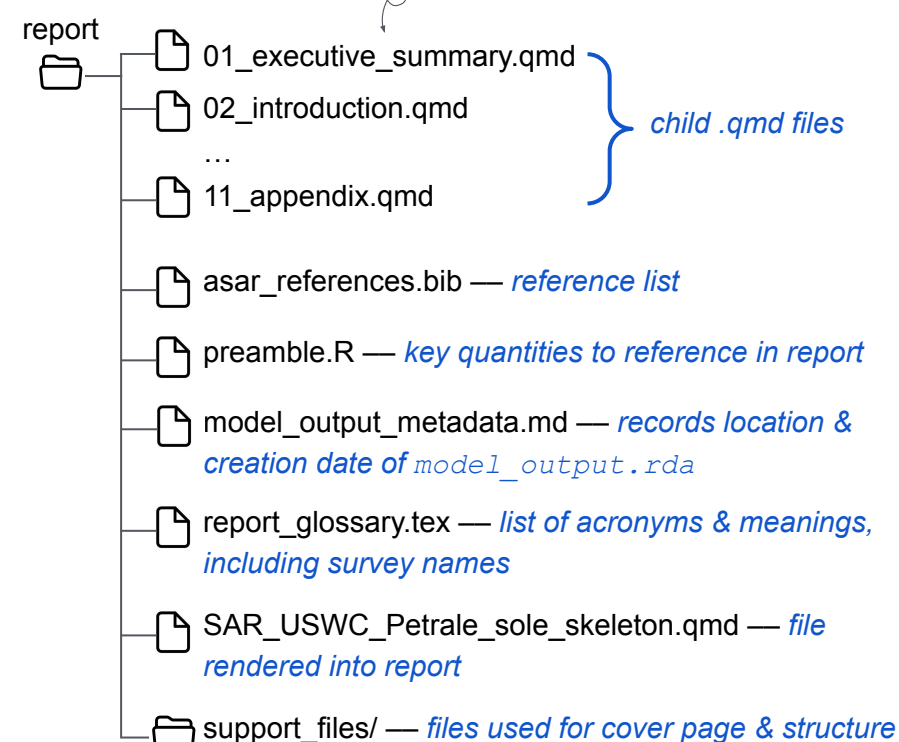 report
01_executive_summary.qmd
02_introduction.qmd
child .qmd files
…
11_appendix.qmd
asar_references.bib — reference list
preamble.R — key quantities to reference in report
model_output_metadata.md — records location &
creation date of model_output.rda
report_glossary.tex — list of acronyms & meanings,
including survey names
SAR_USWC_Petrale_sole_skeleton.qmd — file
rendered into report
support_files/ — files used for cover page & structure